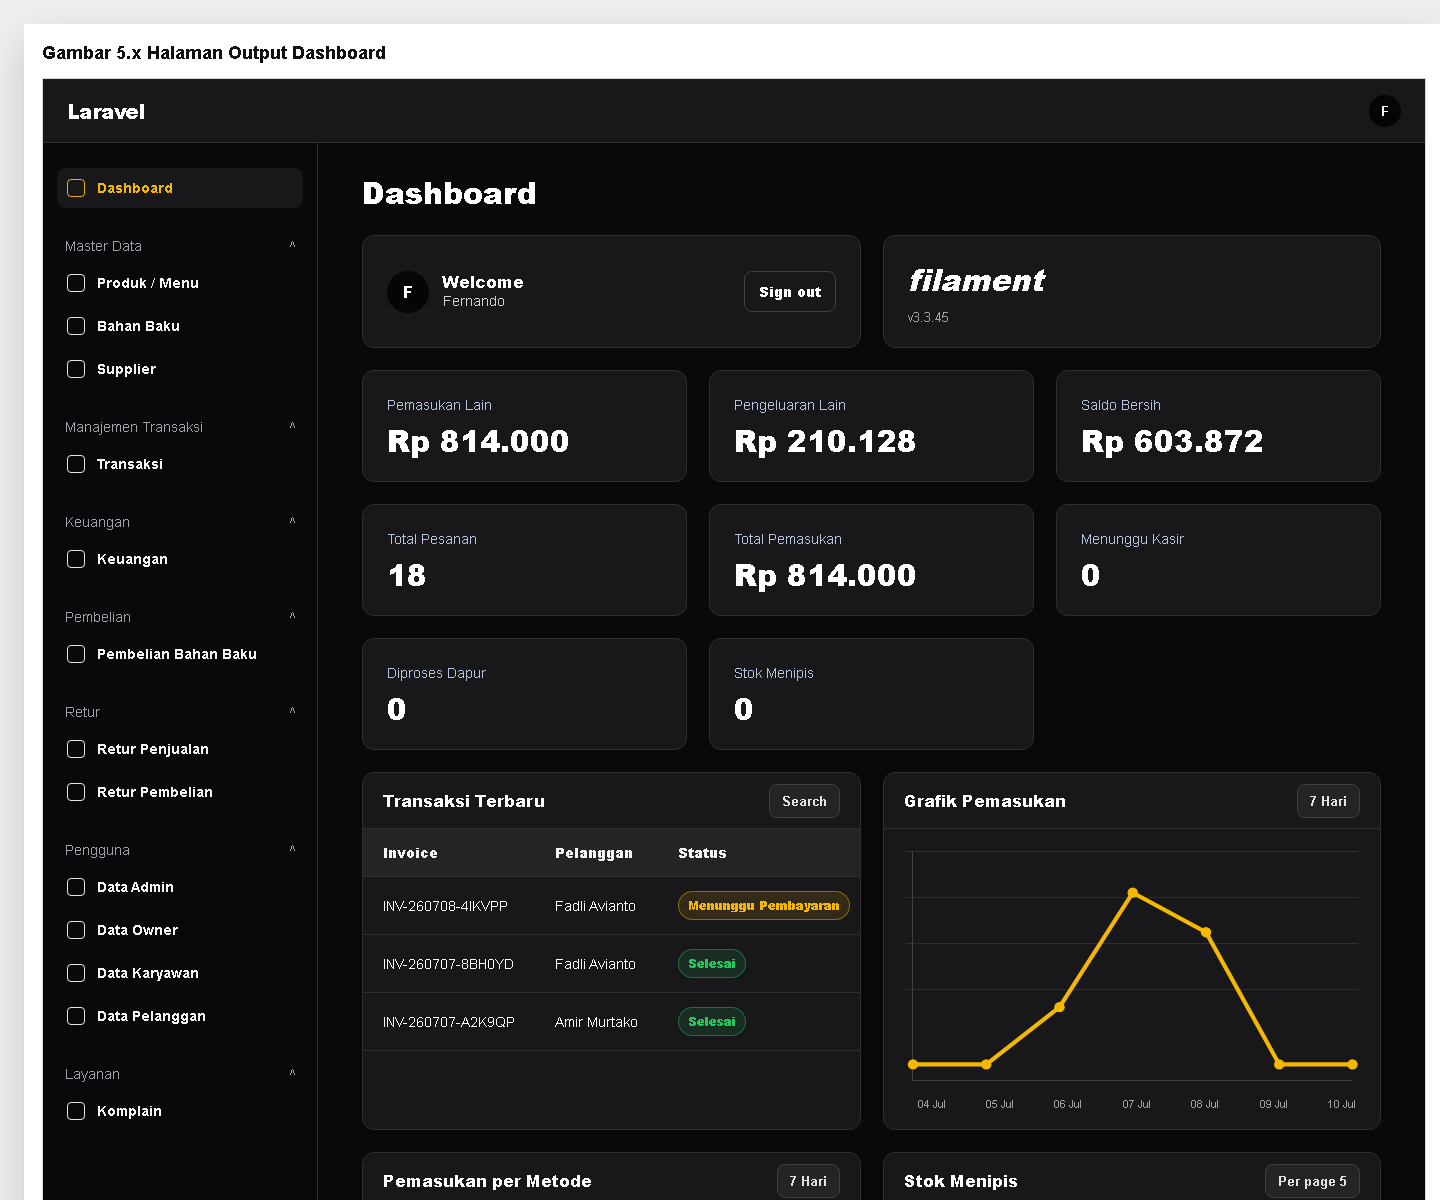 Gambar 5.x Halaman Output Dashboard
Laravel
F
Dashboard
Master Data
Produk / Menu
Bahan Baku
Supplier
Manajemen Transaksi
Transaksi
Keuangan
Keuangan
Pembelian
Pembelian Bahan Baku
Retur
Retur Penjualan
Retur Pembelian
Pengguna
Data Admin
Data Owner
Data Karyawan
Data Pelanggan
Layanan
Komplain
Dashboard
F
Welcome
Fernando
Sign out
filament
v3.3.45
Pemasukan Lain
Rp 814.000
Pengeluaran Lain
Rp 210.128
Saldo Bersih
Rp 603.872
Total Pesanan
18
Total Pemasukan
Rp 814.000
Menunggu Kasir
0
Diproses Dapur
0
Stok Menipis
0
Transaksi Terbaru
Search
Invoice Pelanggan Status
INV-260708-4IKVPP Fadli Avianto Menunggu Pembayaran
INV-260707-8BH0YD Fadli Avianto Selesai
INV-260707-A2K9QP Amir Murtako Selesai
Grafik Pemasukan
7 Hari
04 Jul 05 Jul 06 Jul 07 Jul 08 Jul 09 Jul 10 Jul
Pemasukan per Metode
7 Hari
Stok Menipis
Per page 5